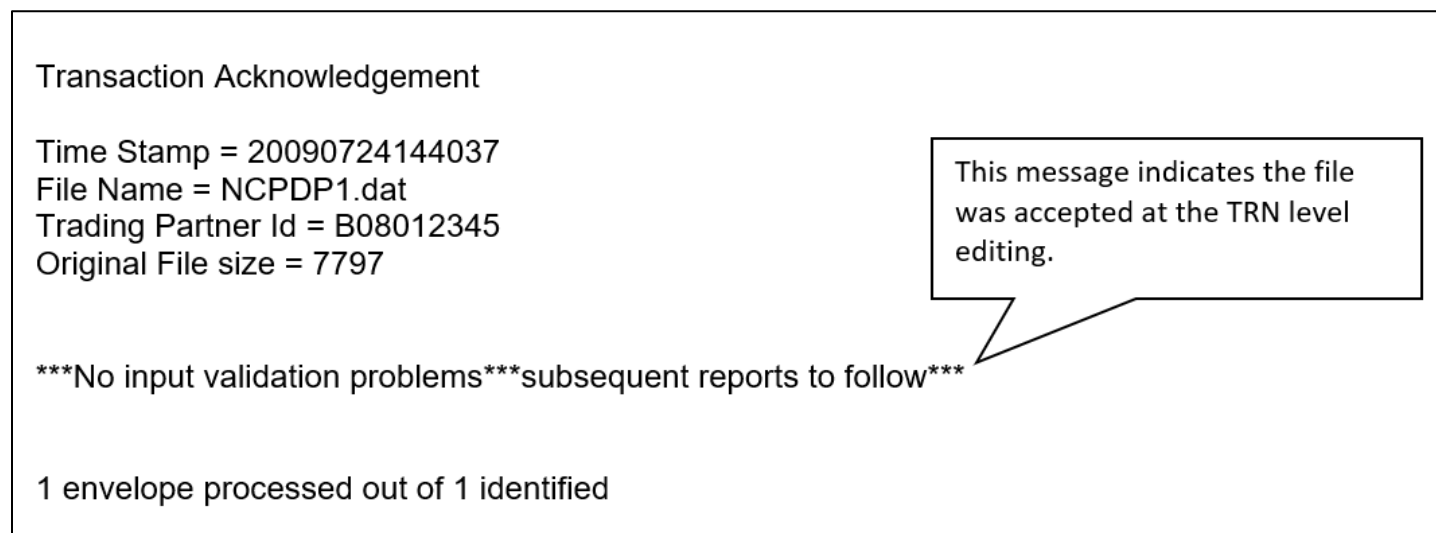 Transaction Acknowledgement
Time Stamp = 20090724144037
File Name = NCPDP1.dat
Trading Partner Id = B08012345
Original File size = 7797
This message indicates the file
was accepted at the TRN level
editing.
***No input validation problems***subsequent reports to follow***
1 envelope processed out of 1 identified